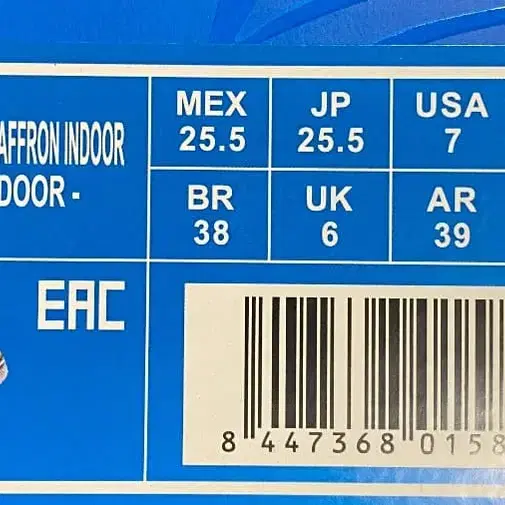 AFFRON INDOOR
DOOR -
MEX JP USA
25.5 25.5 7
BR UK AR
38 6 39
EAC
8 447368 0158